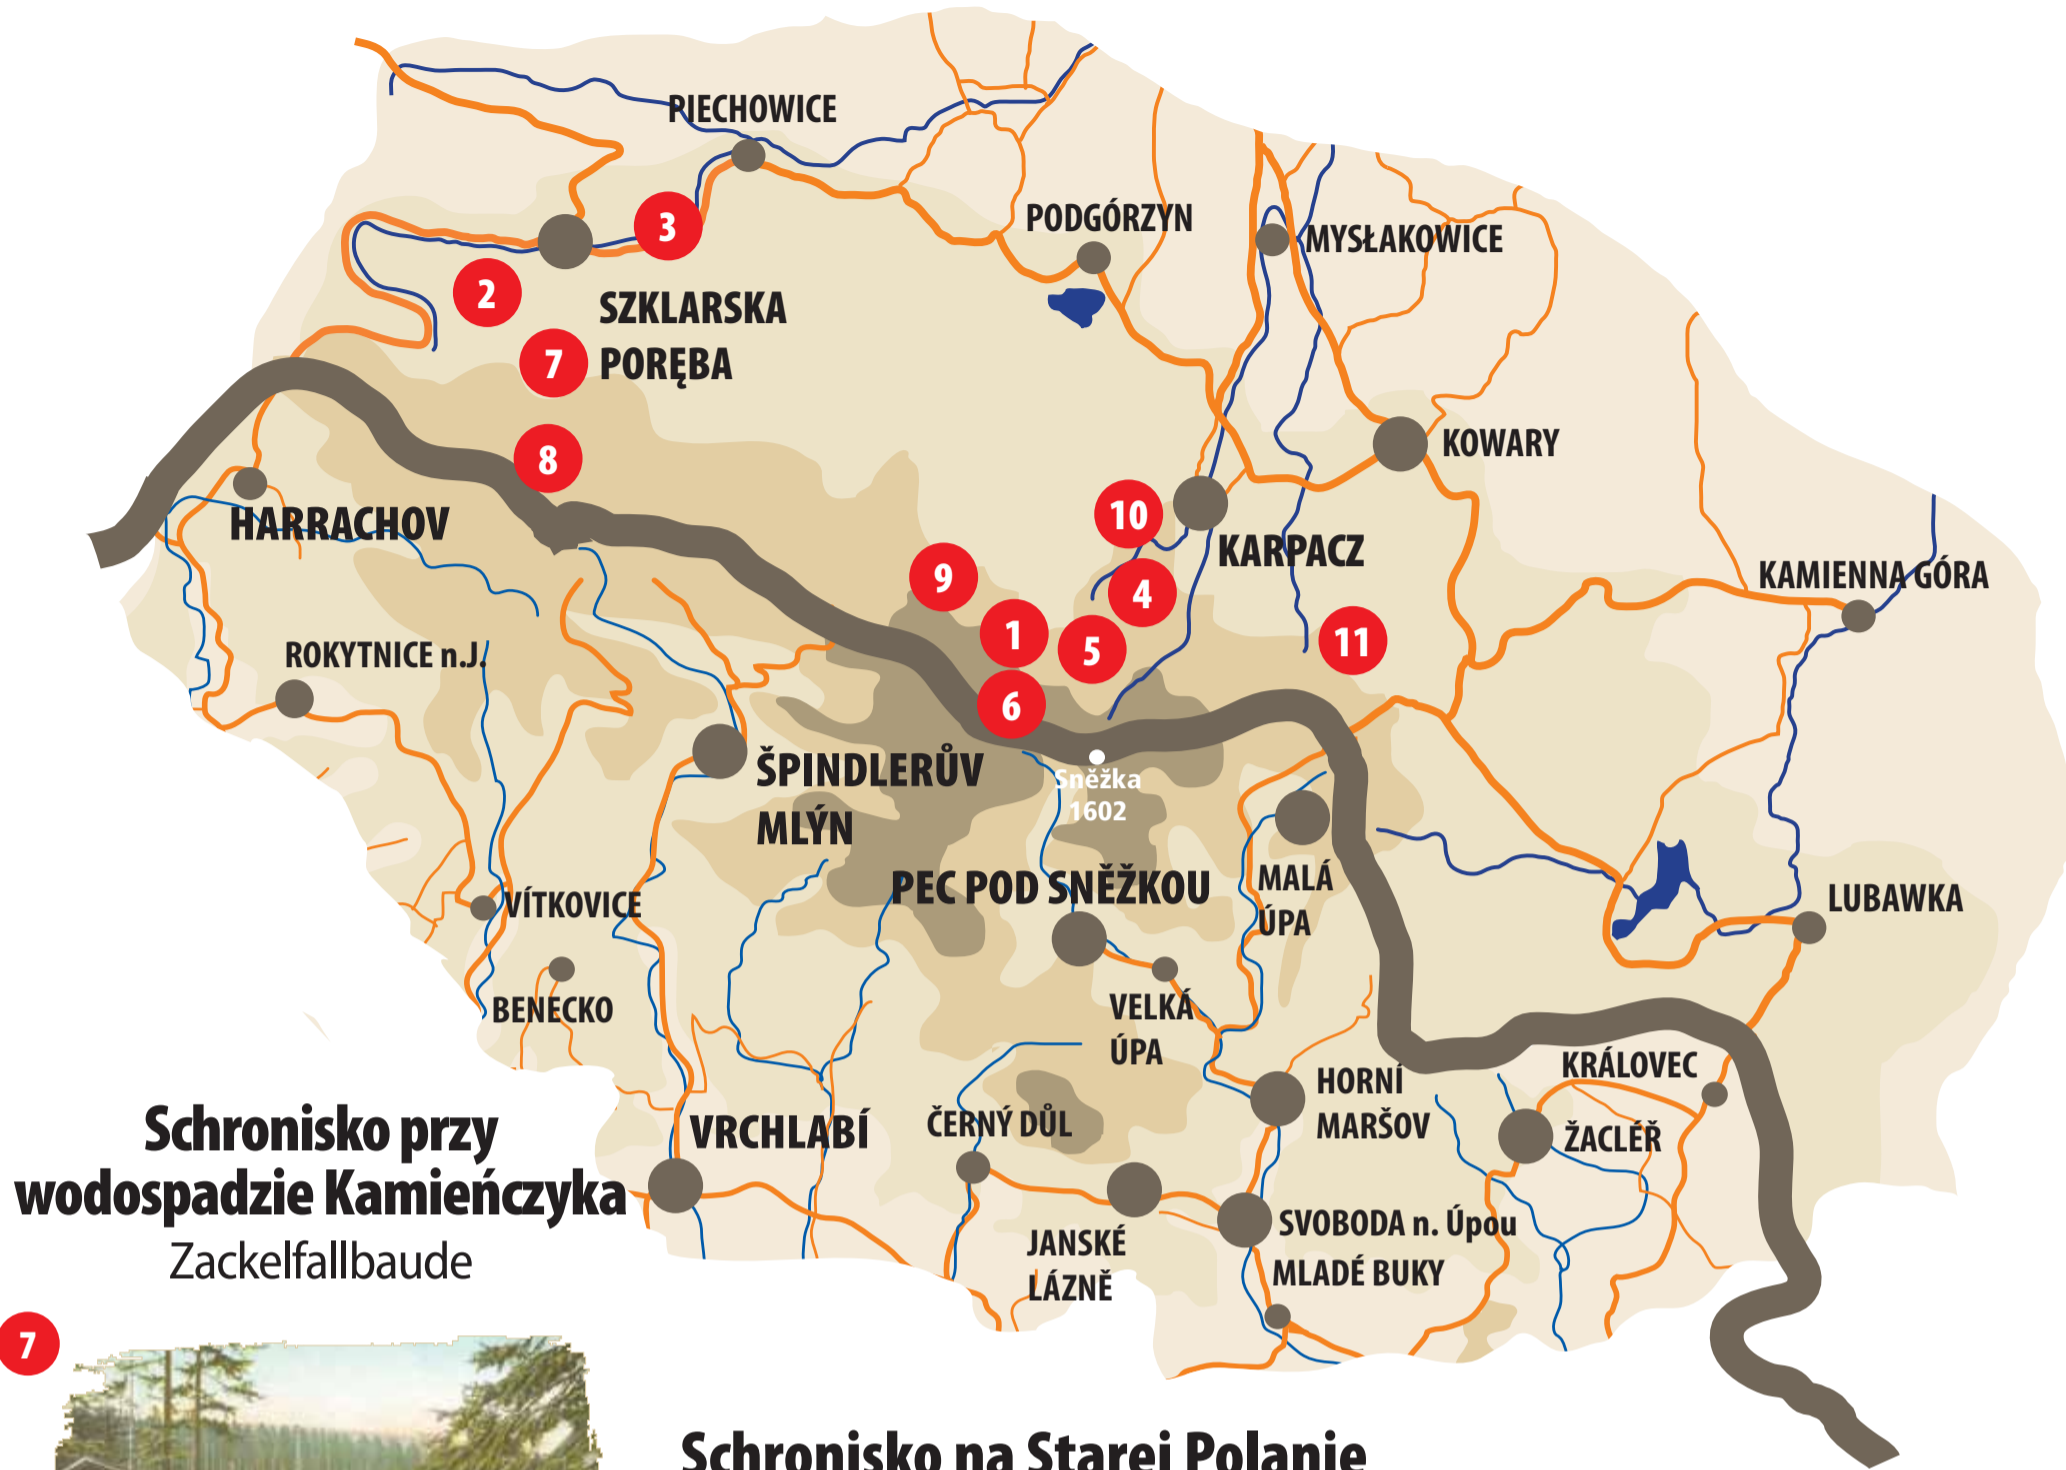 PIECHOWICE
3
PODGÓRZYN
MYSŁAKOWICE
2
SZKLARSKA
PORĘBA
7
8
KOWARY
HARRACHOV
10
KARPACZ
9
4
KAMIENNA GÓRA
1
5
11
ROKYTNICE n.J.
6
ŠPINDLERŮV
MLÝN
Sněžka
1602
PEC POD SNĚŽKOU
MALÁ
ÚPA
LUBAWKA
VÍTKOVICE
BENECKO
VELKÁ
ÚPA
KRÁLOVEC
HORNÍ
MARŠOV
VRCHLABÍ
ČERNÝ DŮL
ŽACLÉŘ
JANSKÉ
LÁZNĚ
SVOBODA n. Úpou
MLADÉ BUKY
Schronisko przy
wodospadzie Kamieńczyka
Zackelfallbaude
7
Schronisko na Starej Polanie